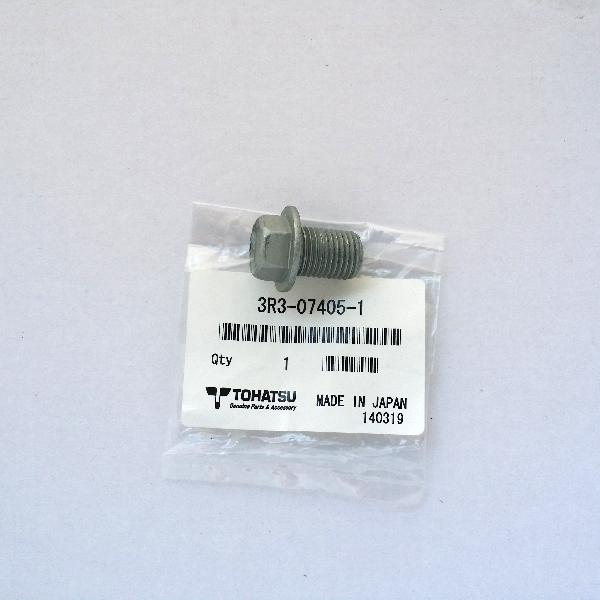 3R3-07405-1
Qty 1
TOHATSU
Genuine Parts & Accessory
MADE IN JAPAN
140319